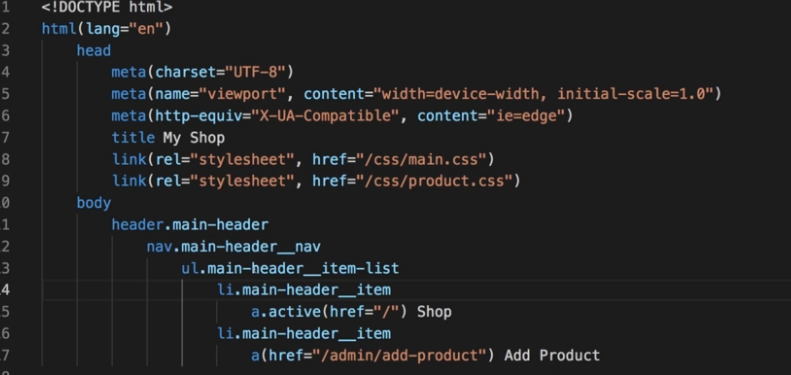 1 <!DOCTYPE html>
2 html(lang="en")
3 head
4 meta(charset="UTF-8")
5 meta(name="viewport", content="width=device-width, initial-scale=1.0")
6 meta(http-equiv="X-UA-Compatible", content="ie=edge")
7 title My Shop
8 link(rel="stylesheet", href="/css/main.css")
9 link(rel="stylesheet", href="/css/product.css")
0 body
1 header.main-header
2 nav.main-header__nav
3 ul.main-header__item-list
4 li.main-header__item
5 a.active(href="/") Shop
6 li.main-header__item
7 a(href="/admin/add-product") Add Product